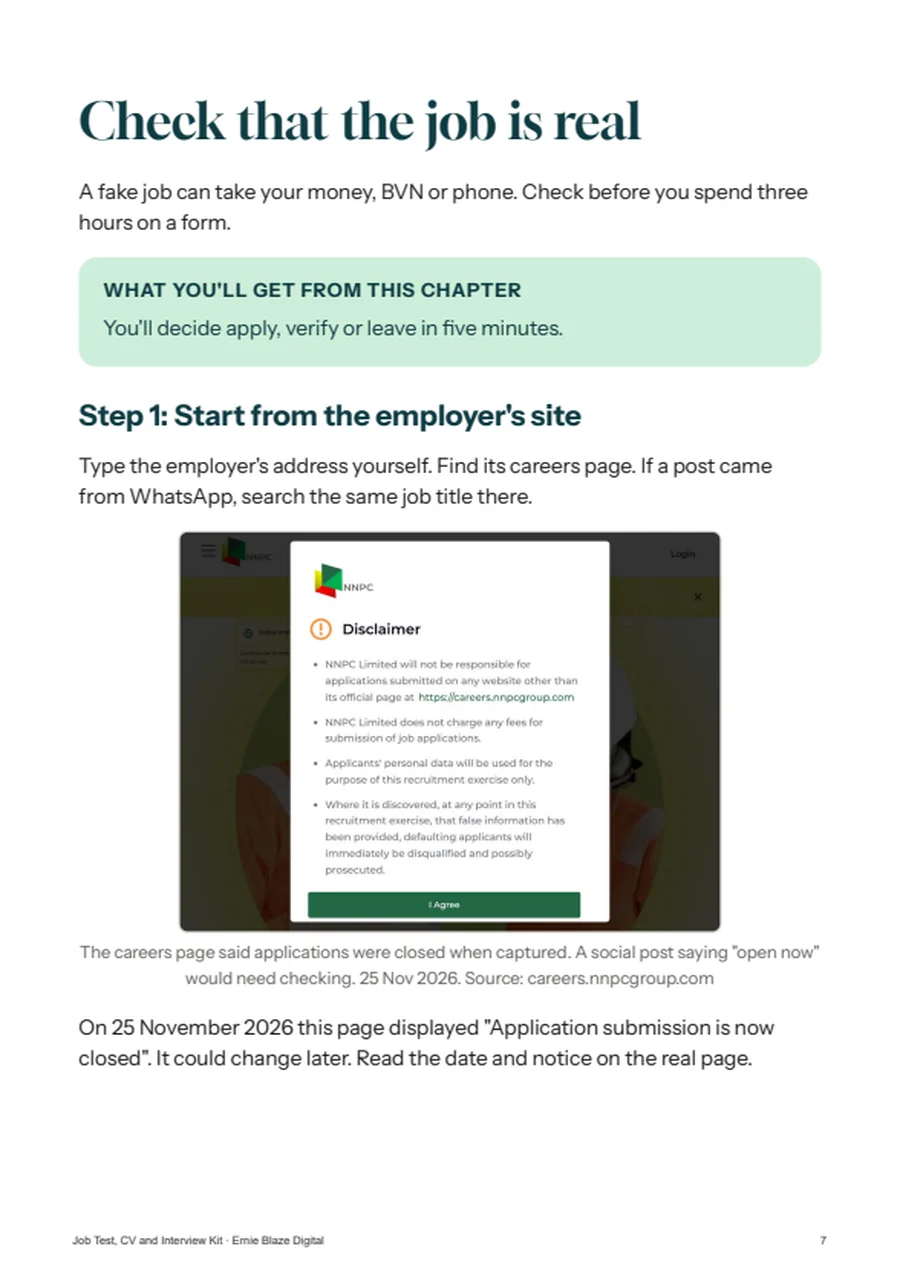 Check that the job is real
A fake job can take your money, BVN or phone. Check before you spend three
hours on a form.
WHAT YOU'LL GET FROM THIS CHAPTER
You'll decide apply, verify or leave in five minutes.
Step 1: Start from the employer's site
Type the employer's address yourself. Find its careers page. If a post came
from WhatsApp, search the same job title there.
NNPC
Login
NNPC
Disclaimer
• NNPC Limited will not be responsible for
applications submitted on any website other than
its official page at https://careers.nnpcgroup.com
• NNPC Limited does not charge any fees for
submission of job applications.
• Applicants' personal data will be used for the
purpose of this recruitment exercise only.
• Where it is discovered, at any point in this
recruitment exercise, that false information has
been provided, defaulting applicants will
immediately be disqualified and possibly
prosecuted.
I Agree
The careers page said applications were closed when captured. A social post saying "open now"
would need checking. 25 Nov 2026. Source: careers.nnpcgroup.com
On 25 November 2026 this page displayed "Application submission is now
closed". It could change later. Read the date and notice on the real page.
Job Test, CV and Interview Kit · Ernie Blaze Digital
7